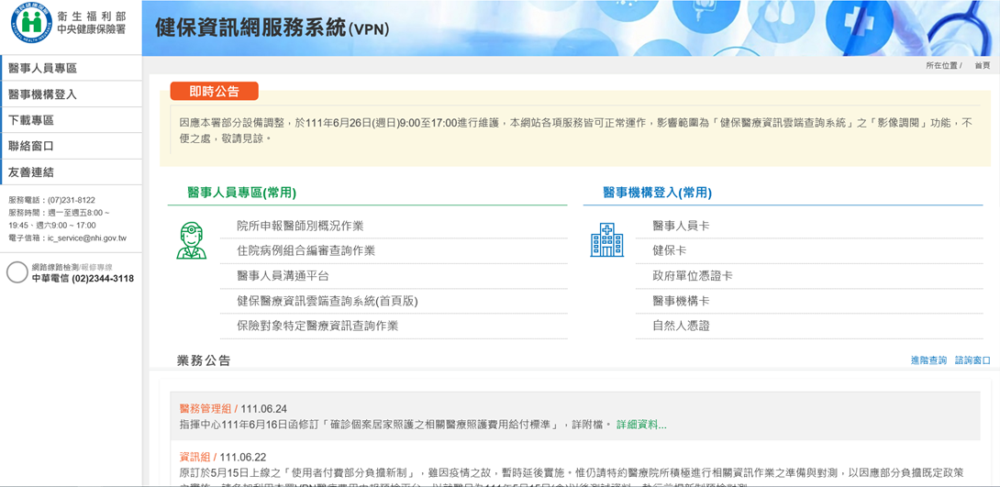 衛生福利部
中央健康保險署
健保資訊網服務系統(VPN)
所在位置 / 首頁
醫事人員專區
醫事機構登入
下載專區
聯絡窗口
友善連結
服務電話：(07)231-8122
服務時間：週一至週五8:00 ~
19:45、週六9:00 ~ 17:00
電子信箱：ic_service@nhi.gov.tw
網路線路檢測/報修專線
中華電信 (02)2344-3118
即時公告
因應本署部分設備調整，於111年6月26日(週日)9:00至17:00進行維護，本網站各項服務皆可正常運作，影響範圍為「健保醫療資訊雲端查詢系統」之「影像調閱」功能，不
便之處，敬請見諒。
醫事人員專區(常用)
院所申報醫師別概況作業
住院病例組合編審查詢作業
醫事人員溝通平台
健保醫療資訊雲端查詢系統(首頁版)
保險對象特定醫療資訊查詢作業
醫事機構登入(常用)
醫事人員卡
健保卡
政府單位憑證卡
醫事機構卡
自然人憑證
業務公告
進階查詢 諮詢窗口
醫務管理組 / 111.06.24
指揮中心111年6月16日函修訂「確診個案居家照護之相關醫療照護費用給付標準」，詳附檔。 詳細資料...
資訊組 / 111.06.22
原訂於5月15日上線之「使用者付費部分負擔新制」，雖因疫情之故，暫時延後實施。惟仍請特約醫療院所積極進行相關資訊作業之準備與對測，以因應部分負擔既定政策